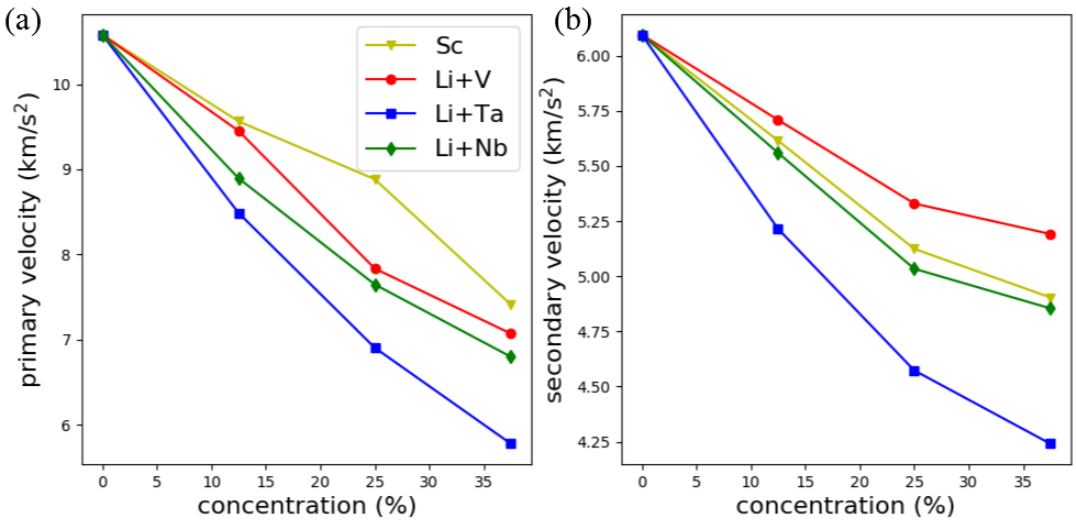 (a)
primary velocity (km/s²)
10
9
8
7
6
0 5 10 15 20 25 30 35
concentration (%)
Sc
Li+V
Li+Ta
Li+Nb
(b)
secondary velocity (km/s²)
6.00
5.75
5.50
5.25
5.00
4.75
4.50
4.25
0 5 10 15 20 25 30 35
concentration (%)